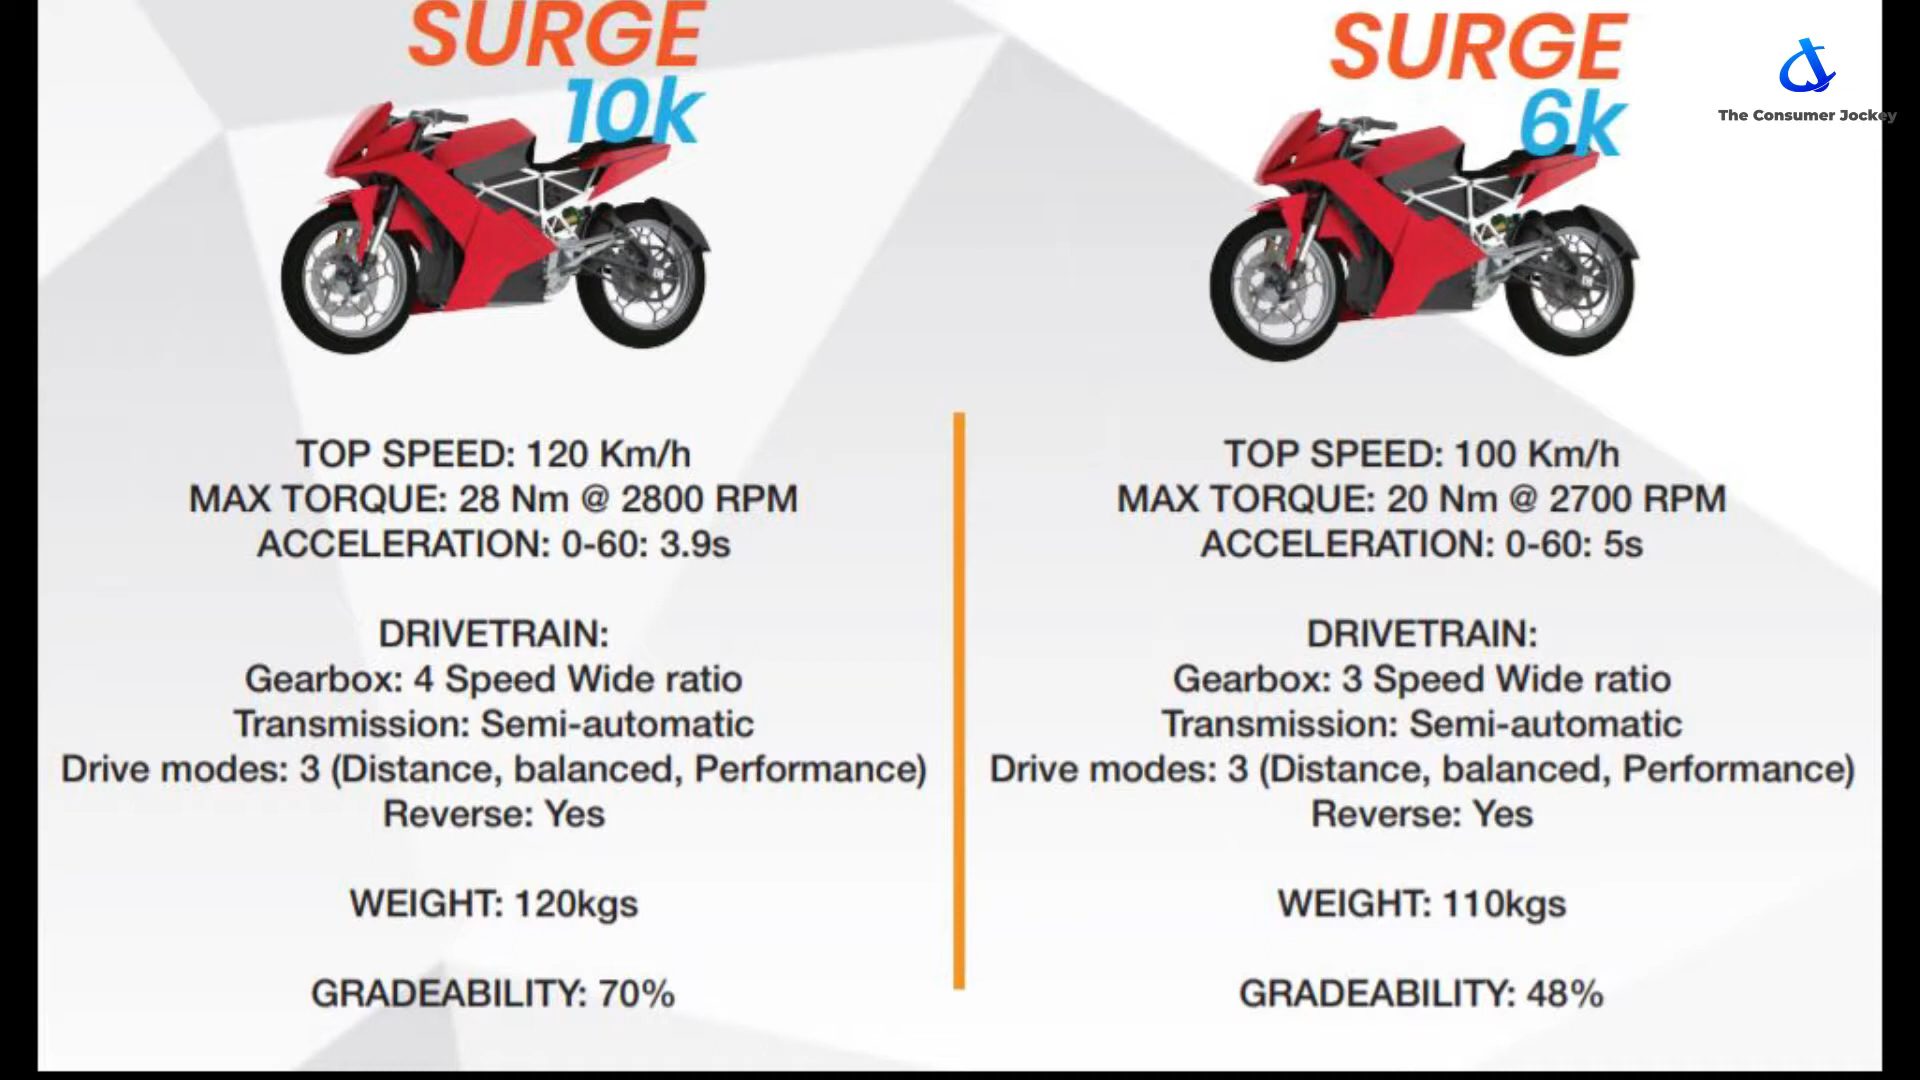 SURGE
10k
TOP SPEED: 120 Km/h
MAX TORQUE: 28 Nm @ 2800 RPM
ACCELERATION: 0-60: 3.9s
DRIVETRAIN:
Gearbox: 4 Speed Wide ratio
Transmission: Semi-automatic
Drive modes: 3 (Distance, balanced, Performance)
Reverse: Yes
WEIGHT: 120kgs
GRADEABILITY: 70%
SURGE
6k
TOP SPEED: 100 Km/h
MAX TORQUE: 20 Nm @ 2700 RPM
ACCELERATION: 0-60: 5s
DRIVETRAIN:
Gearbox: 3 Speed Wide ratio
Transmission: Semi-automatic
Drive modes: 3 (Distance, balanced, Performance)
Reverse: Yes
WEIGHT: 110kgs
GRADEABILITY: 48%
The Consumer Jockey